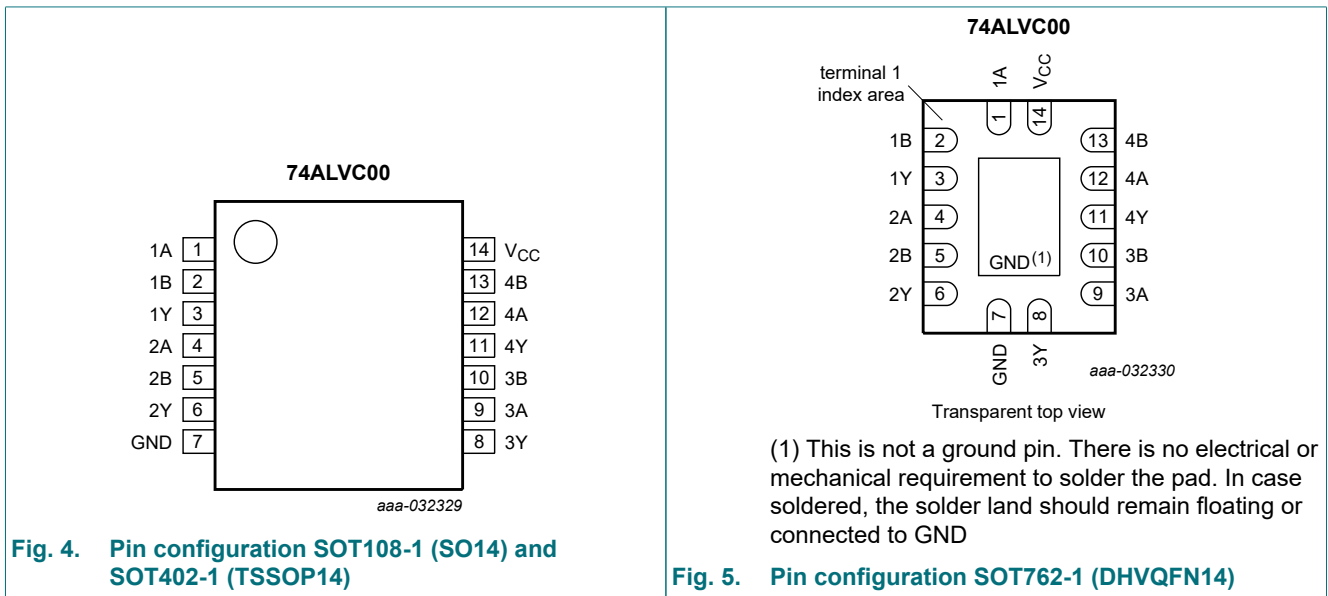 74ALVC00
1A 1
1B 2
1Y 3
2A 4
2B 5
2Y 6
GND 7
14 VCC
13 4B
12 4A
11 4Y
10 3B
9 3A
8 3Y
aaa-032329
Fig. 4. Pin configuration SOT108-1 (SO14) and
SOT402-1 (TSSOP14)
74ALVC00
terminal 1
index area
1A
VCC
1
14
1B 2
1Y 3
2A 4
2B 5
2Y 6
13 4B
12 4A
11 4Y
10 3B
9 3A
GND(1)
7
8
GND
3Y
aaa-032330
Transparent top view
(1) This is not a ground pin. There is no electrical or
mechanical requirement to solder the pad. In case
soldered, the solder land should remain floating or
connected to GND
Fig. 5. Pin configuration SOT762-1 (DHVQFN14)